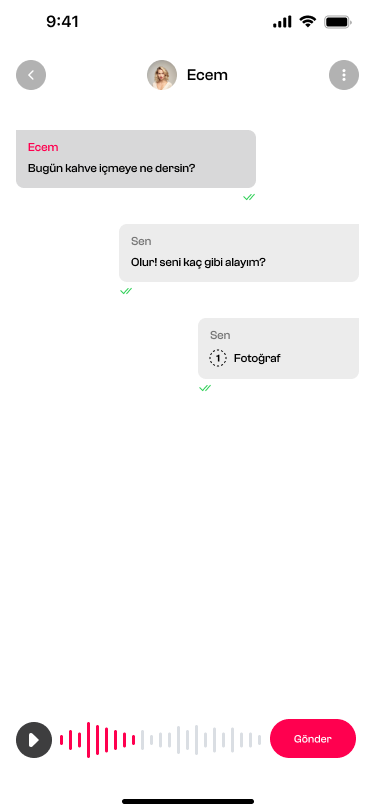 9:41
Ecem
Ecem
Bugün kahve içmeye ne dersin?
Sen
Olur! seni kaç gibi alayım?
Sen
1 Fotoğraf
Gönder